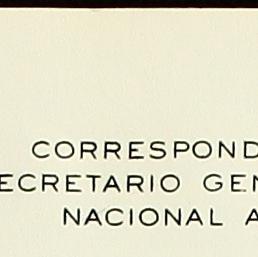 CORRESPOND
ECRETARIO GEN
NACIONAL A